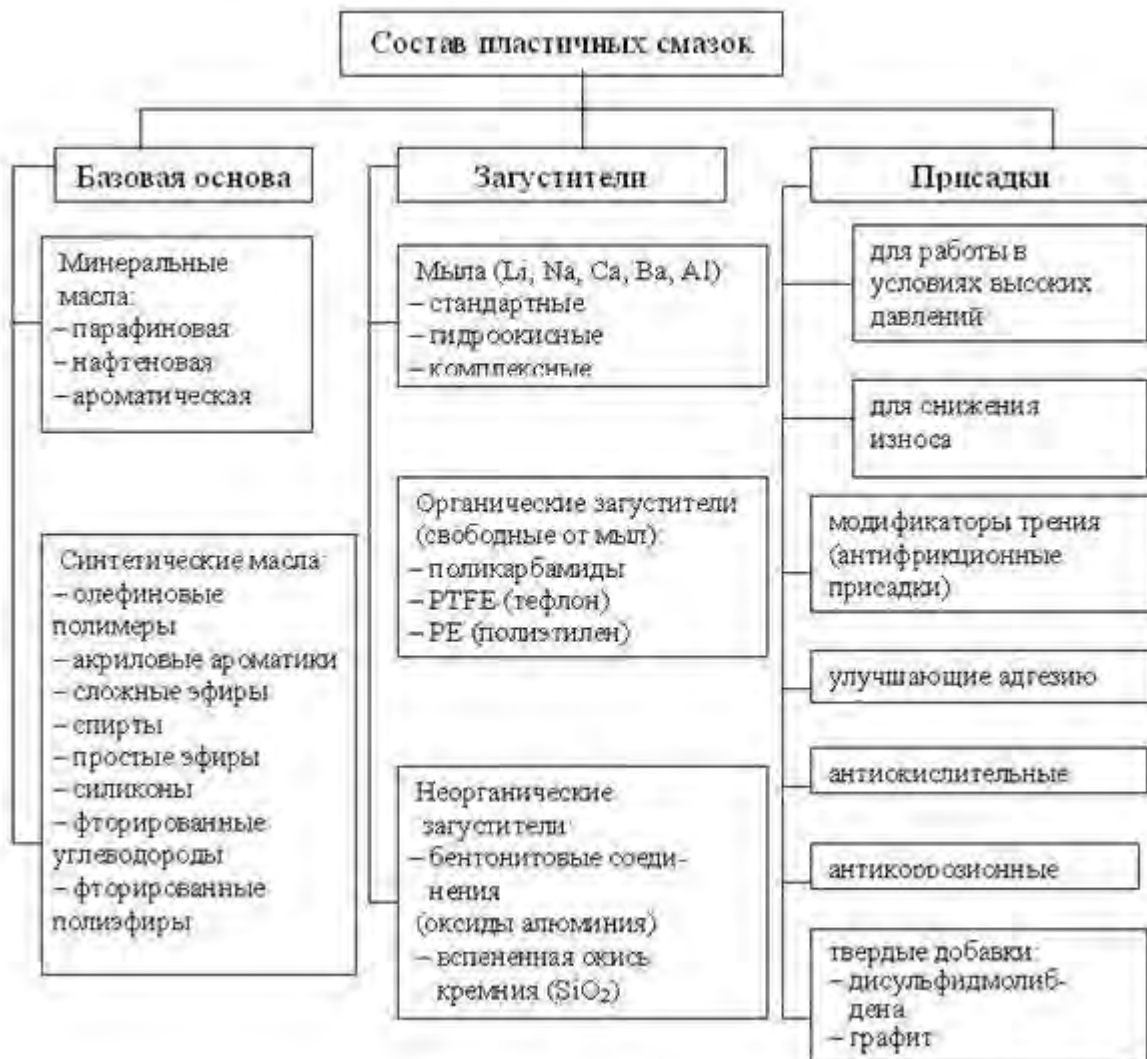 Состав пластичных смазок
Базовая основа
Минеральные
масла:
– парафиновая
– нафтеновая
– ароматическая
Синтетические масла:
– олефиновые
полимеры
– акриловые ароматики
– сложные эфиры
– спирты
– простые эфиры
– силиконы
– фторированные
углеводороды
– фторированные
полиэфиры
Загустители
Мыла (Li, Na, Ca, Ba, Al)
– стандартные
– гидроокисные
– комплексные
Органические загустители
(свободные от мыл):
– поликарбамиды
– PTFE (тефлон)
– PE (полиэтилен)
Неорганические
загустители
– бентонитовые соеди-
нения
(оксиды алюминия)
– вспененная окись
кремния (SiO₂)
Присадки
для работы в
условиях высоких
давлений
для снижения
износа
модификаторы трения
(антифрикционные
присадки)
улучшающие адгезию
антиокислительные
антикоррозионные
твердые добавки:
– дисульфидмолиб-
дена
– графит